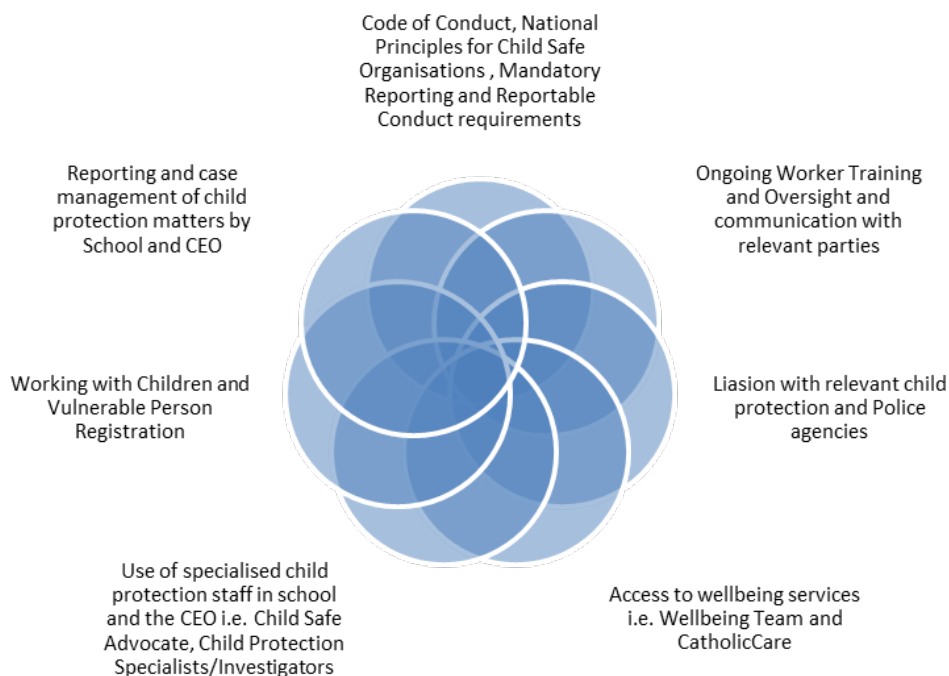 Code of Conduct, National
Principles for Child Safe
Organisations , Mandatory
Reporting and Reportable
Conduct requirements
Ongoing Worker Training
and Oversight and
communication with
relevant parties
Liasion with relevant child
protection and Police
agencies
Access to wellbeing services
i.e. Wellbeing Team and
CatholicCare
Use of specialised child
protection staff in school
and the CEO i.e. Child Safe
Advocate, Child Protection
Specialists/Investigators
Working with Children and
Vulnerable Person
Registration
Reporting and case
management of child
protection matters by
School and CEO